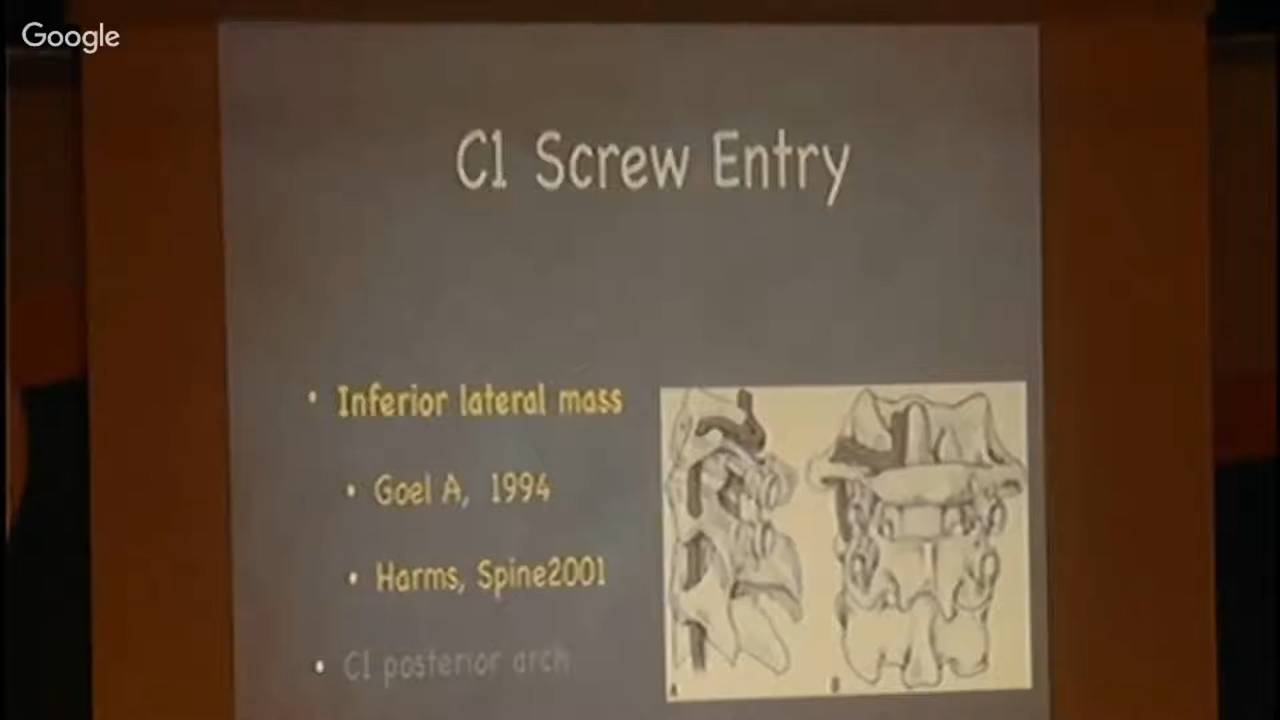 Google
C1 Screw Entry
• Inferior lateral mass
• Goel A, 1994
• Harms, Spine2001
• C1 posterior arch
A
B